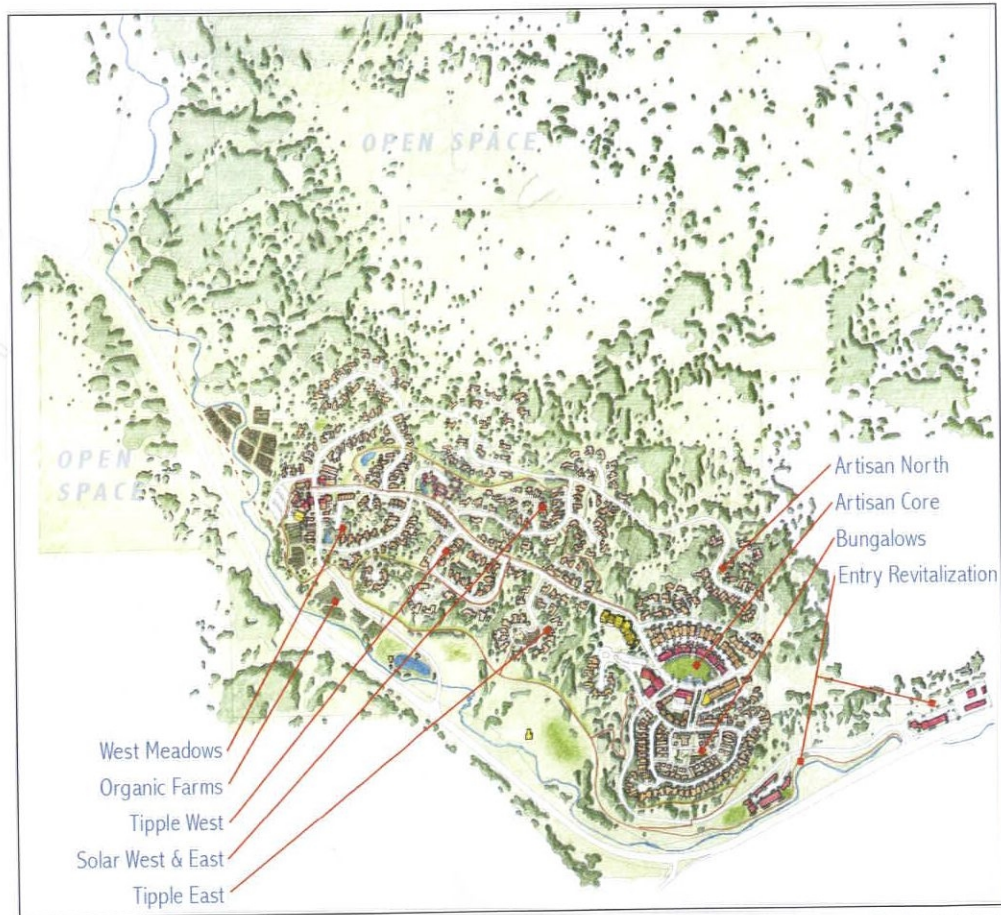 OPEN SPACE
OPEN
SPACE
Artisan North
Artisan Core
Bungalows
Entry Revitalization
West Meadows
Organic Farms
Tipple West
Solar West & East
Tipple East